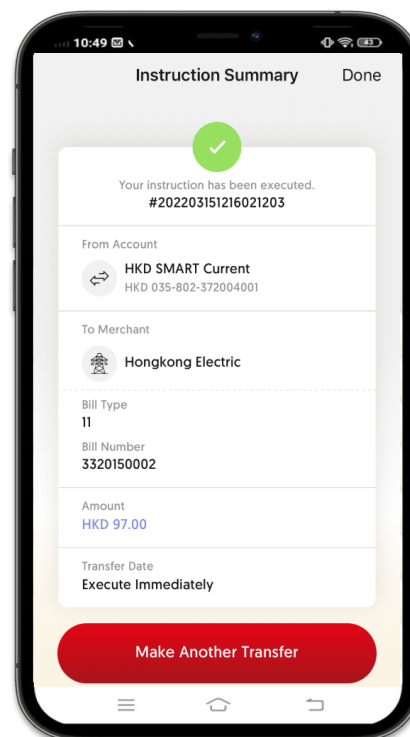 10:49
43
Instruction Summary Done
Your instruction has been executed.
#202203151216021203
From Account
HKD SMART Current
HKD 035-802-372004001
To Merchant
Hongkong Electric
Bill Type
11
Bill Number
3320150002
Amount
HKD 97.00
Transfer Date
Execute Immediately
Make Another Transfer